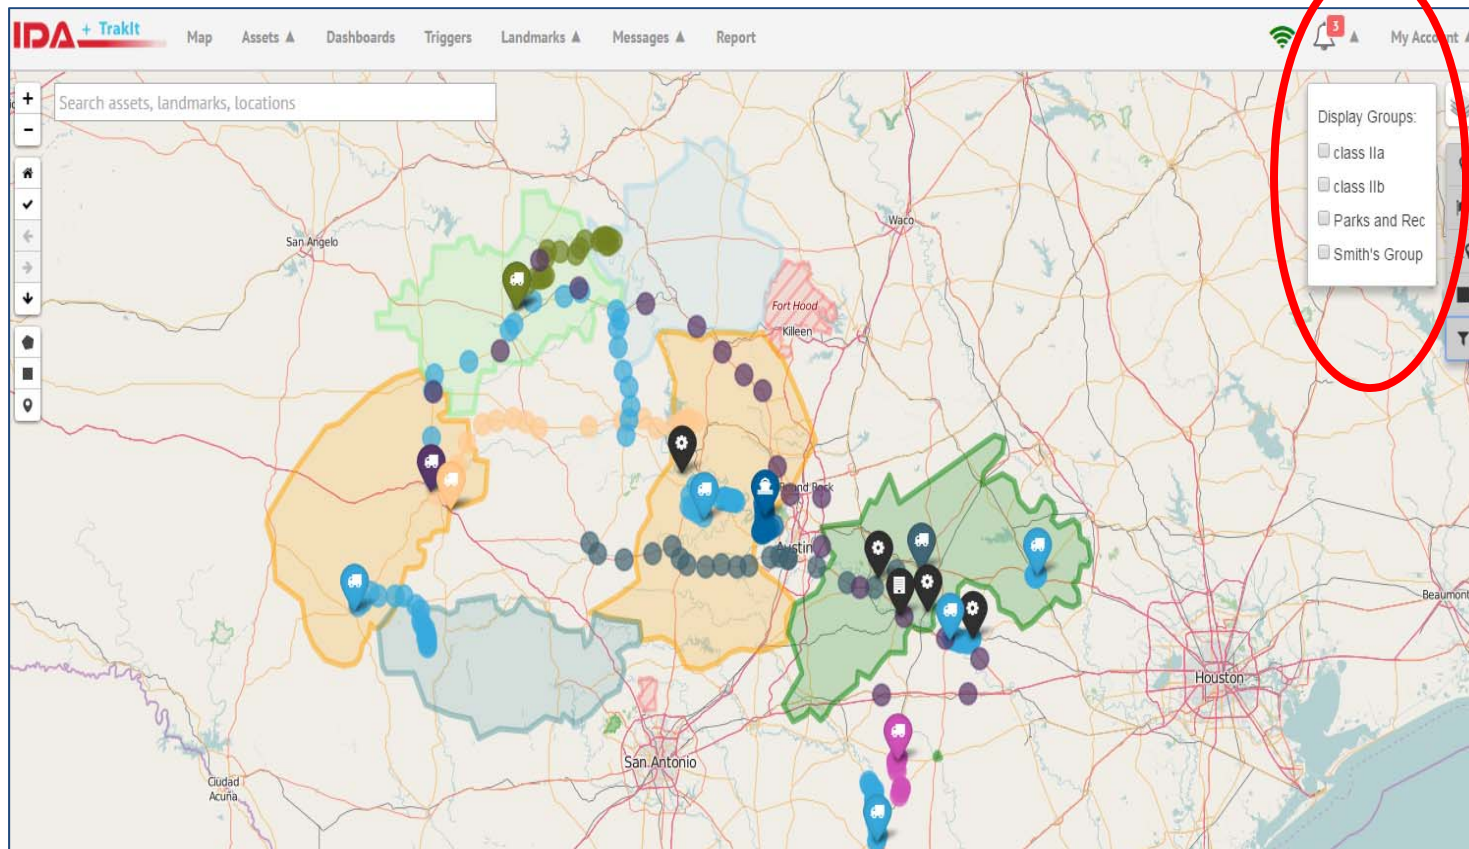 IDA + TrakIt
Map Assets ▲ Dashboards Triggers Landmarks ▲ Messages ▲ Report
3 ▲ My Account ▲
+
Search assets, landmarks, locations
−
Display Groups:
class IIa
class IIb
Parks and Rec
Smith's Group
Waco
San Angelo
Fort Hood
Killeen
Round Rock
Austin
Beaumont
Houston
San Antonio
Ciudad
Acuña